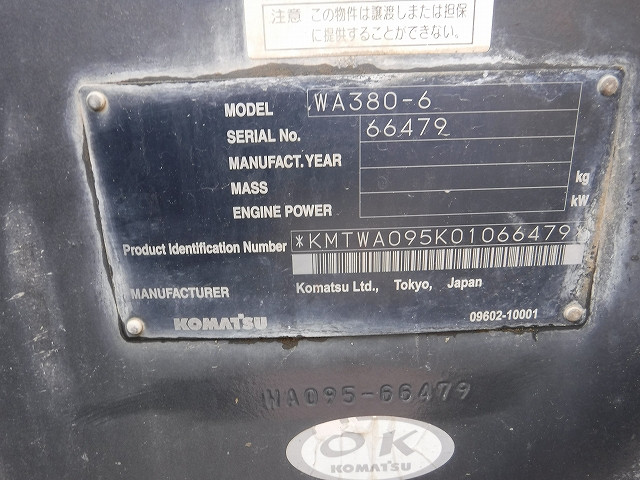 注意 この物件は譲渡しまたは担保
に提供することができない。
MODEL WA380-6
SERIAL No. 66479
MANUFACT. YEAR
MASS kg
ENGINE POWER kW
Product Identification Number *KMTWA095K01066479*
MANUFACTURER Komatsu Ltd., Tokyo, Japan
KOMATSU 09602-10001
WA095-66479
OK
KOMATSU